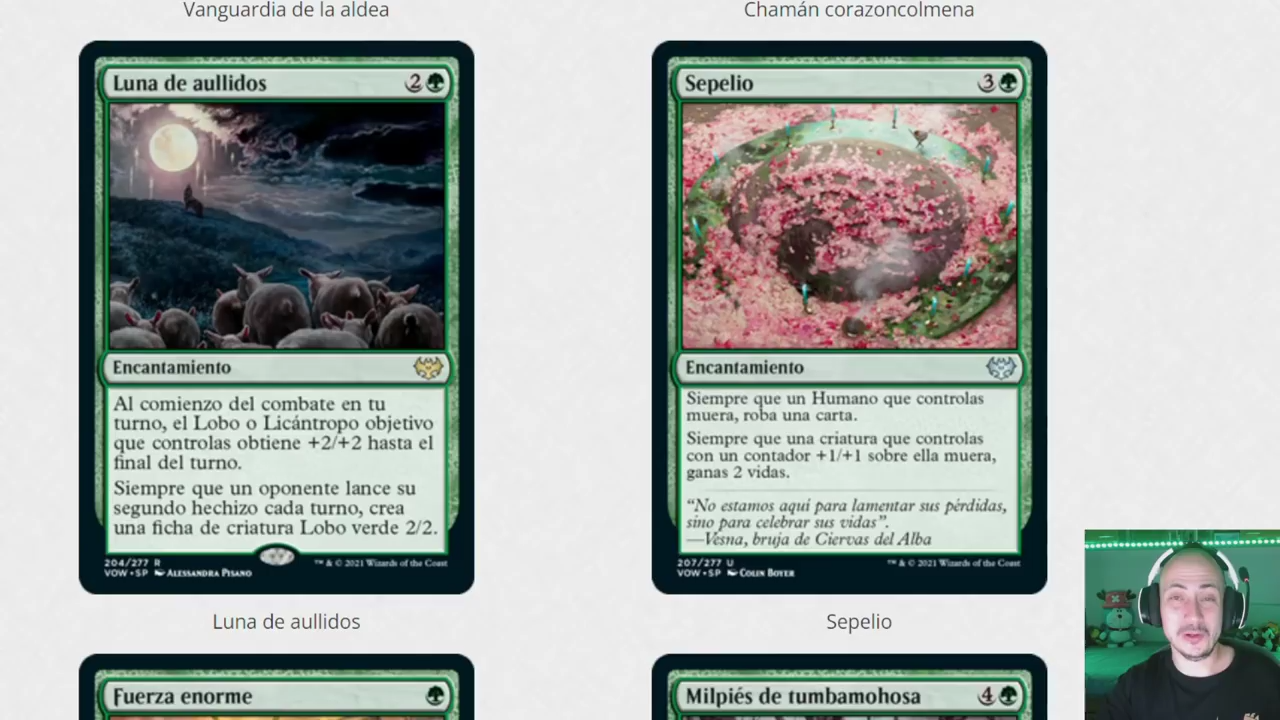 Vanguardia de la aldea
Chamán corazoncolmena
Luna de aullidos 2
Encantamiento
Al comienzo del combate en tu
turno, el Lobo o Licántropo objetivo
que controlas obtiene +2/+2 hasta el
final del turno.
Siempre que un oponente lance su
segundo hechizo cada turno, crea
una ficha de criatura Lobo verde 2/2.
204/277 R
VOW • SP Alessandra Pisano
™ & © 2021 Wizards of the Coast
Sepelio 3
Encantamiento
Siempre que un Humano que controlas
muera, roba una carta.
Siempre que una criatura que controlas
con un contador +1/+1 sobre ella muera,
ganas 2 vidas.
“No estamos aquí para lamentar sus pérdidas,
sino para celebrar sus vidas”.
—Vesna, bruja de Ciervas del Alba
207/277 U
VOW • SP Colin Boyer
™ & © 2021 Wizards of the Coast
Luna de aullidos
Sepelio
Fuerza enorme
Milpiés de tumbamohosa 4